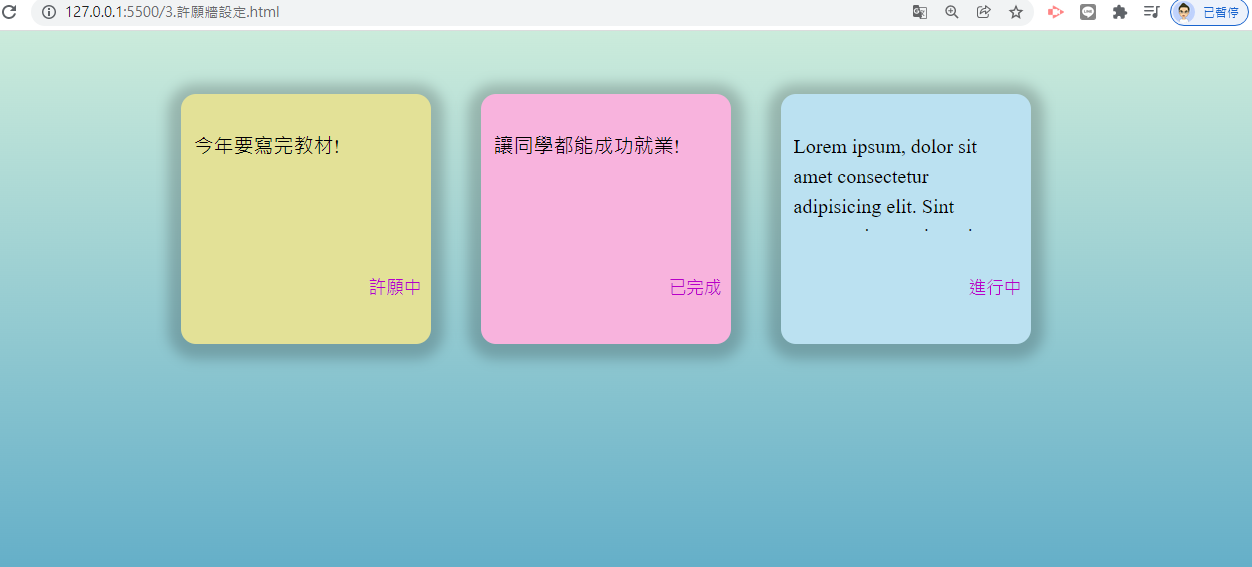 127.0.0.1:5500/3.許願牆設定.html
已暫停
今年要寫完教材!
許願中
讓同學都能成功就業!
已完成
Lorem ipsum, dolor sit
amet consectetur
adipisicing elit. Sint
進行中